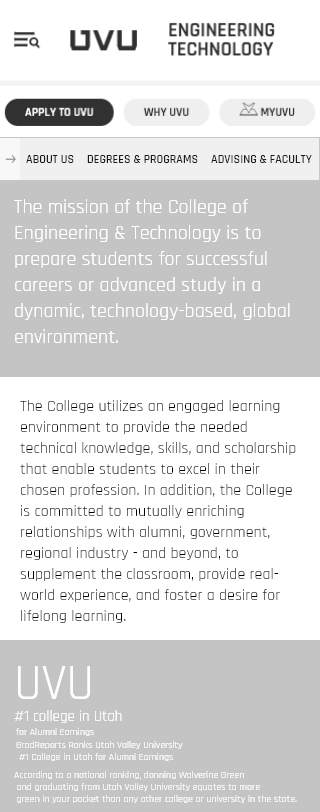 UVU
ENGINEERING
TECHNOLOGY
APPLY TO UVU
WHY UVU
MYUVU
ABOUT US
DEGREES & PROGRAMS
ADVISING & FACULTY
The mission of the College of
Engineering & Technology is to
prepare students for successful
careers or advanced study in a
dynamic, technology-based, global
environment.
The College utilizes an engaged learning
environment to provide the needed
technical knowledge, skills, and scholarship
that enable students to excel in their
chosen profession. In addition, the College
is committed to mutually enriching
relationships with alumni, government,
regional industry - and beyond, to
supplement the classroom, provide real-
world experience, and foster a desire for
lifelong learning.
UVU
#1 college in Utah
for Alumni Earnings
GradReports Ranks Utah Valley University
#1 College in Utah for Alumni Earnings
According to a national ranking, donning Wolverine Green
and graduating from Utah Valley University equates to more
green in your pocket than any other college or university in the state.